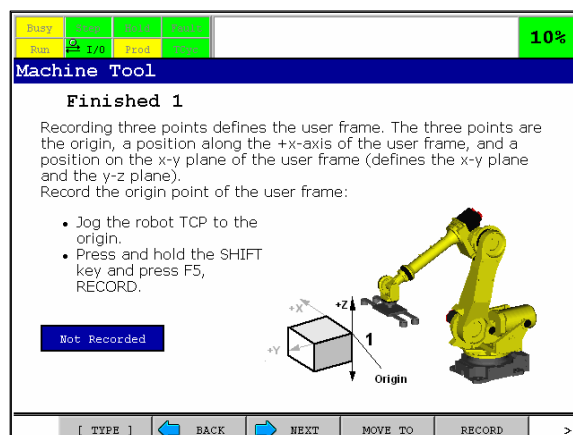 Busy Step Hold Fault
10%
Run I/O Prod TCyc
Machine Tool
Finished 1
Recording three points defines the user frame. The three points are
the origin, a position along the +x-axis of the user frame, and a
position on the x-y plane of the user frame (defines the x-y plane
and the y-z plane).
Record the origin point of the user frame:
• Jog the robot TCP to the
origin.
• Press and hold the SHIFT
key and press F5,
RECORD.
+X
+Z
Not Recorded
1
+Y
Origin
[ TYPE ] BACK NEXT MOVE TO RECORD >